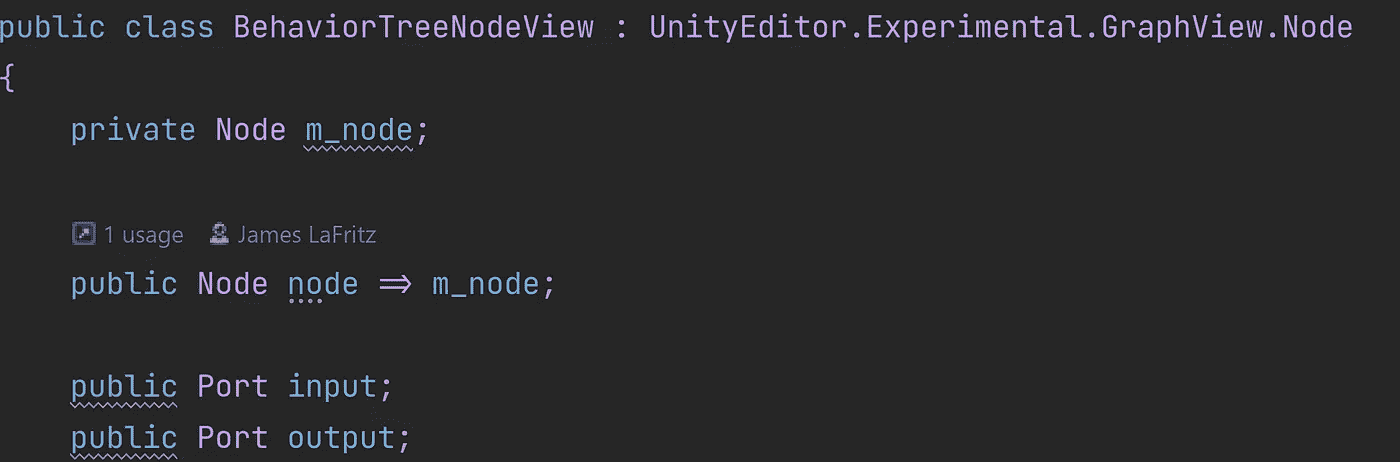 public class BehaviorTreeNodeView : UnityEditor.Experimental.GraphView.Node
{
private Node m_node;
1 usage James LaFritz
public Node node => m_node;
public Port input;
public Port output;